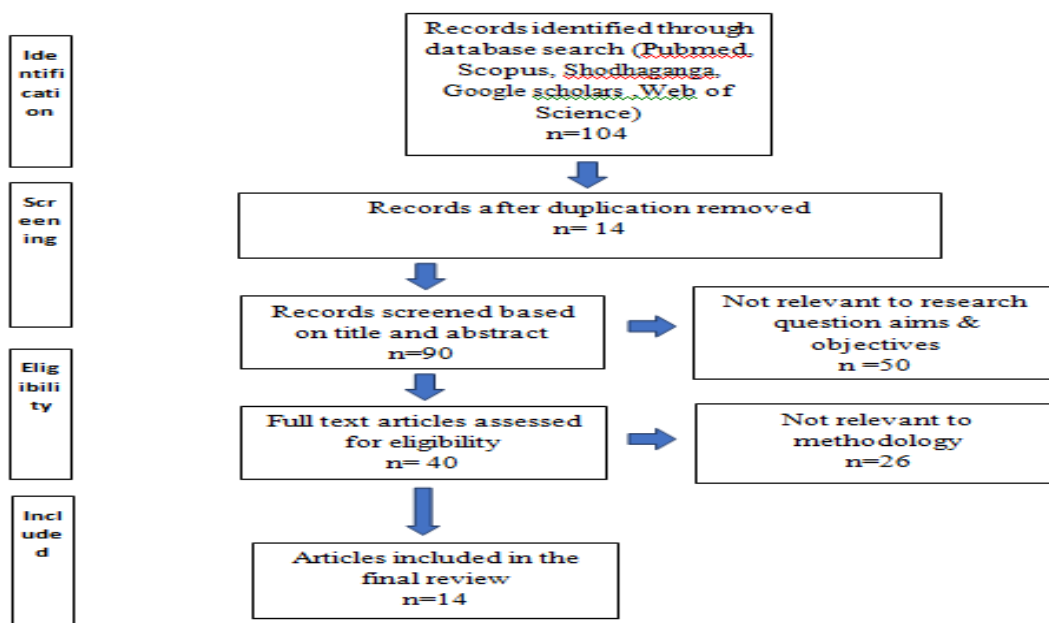 Ide
ntifi
cati
on
Records identified through
database search (Pubmed,
Scopus, Shodhaganga,
Google scholars ,Web of
Science)
n=104
Scr
een
ing
Records after duplication removed
n= 14
Records screened based
on title and abstract
n=90
Not relevant to research
question aims &
objectives
n =50
Elig
ibili
ty
Full text articles assessed
for eligibility
n= 40
Not relevant to
methodology
n=26
Incl
ude
d
Articles included in the
final review
n=14